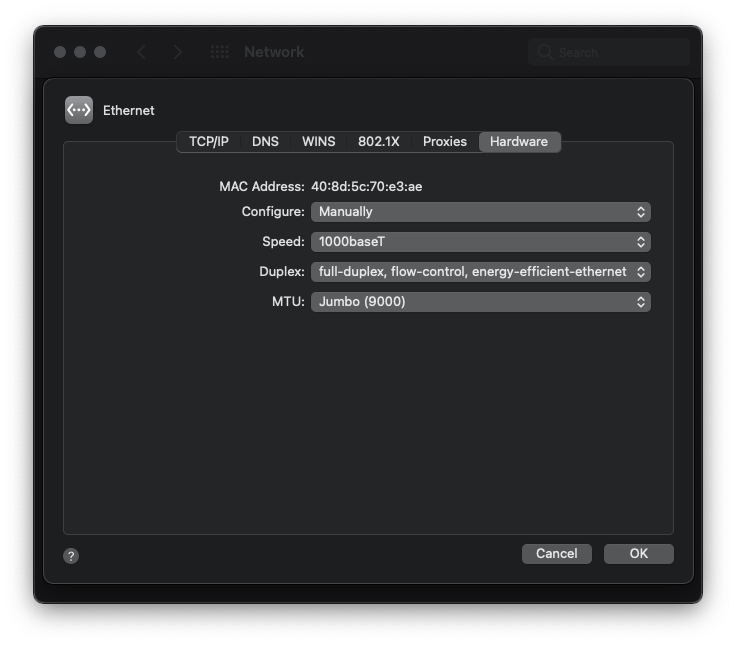 Network
Search
Ethernet
TCP/IP DNS WINS 802.1X Proxies Hardware
MAC Address: 40:8d:5c:70:e3:ae
Configure: Manually
Speed: 1000baseT
Duplex: full-duplex, flow-control, energy-efficient-ethernet
MTU: Jumbo (9000)
? Cancel OK